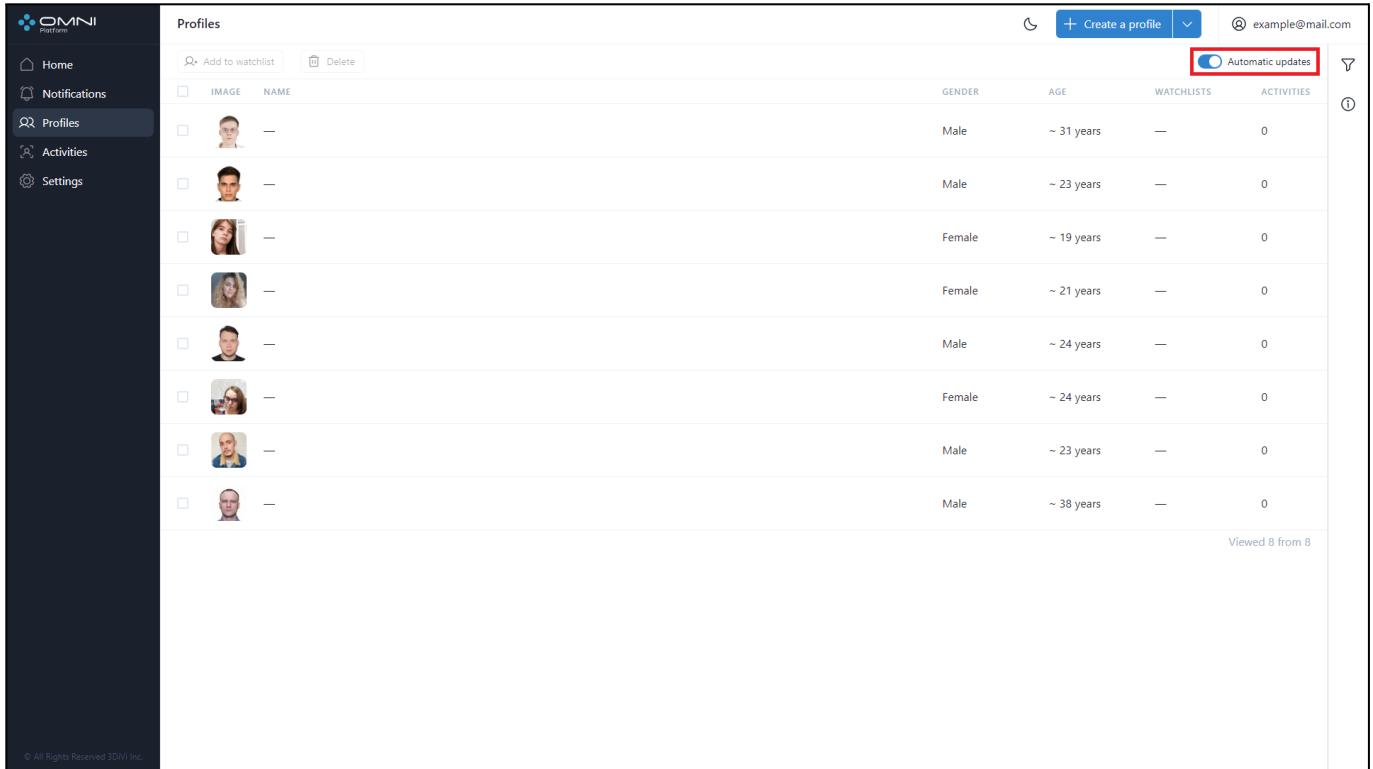 OMNI
Platform
Profiles
Create a profile
example@mail.com
Home
Notifications
Profiles
Activities
Settings
Add to watchlist
Delete
Automatic updates
IMAGE NAME GENDER AGE WATCHLISTS ACTIVITIES
— Male ~ 31 years — 0
— Male ~ 23 years — 0
— Female ~ 19 years — 0
— Female ~ 21 years — 0
— Male ~ 24 years — 0
— Female ~ 24 years — 0
— Male ~ 23 years — 0
— Male ~ 38 years — 0
Viewed 8 from 8
© All Rights Reserved 3DiVi Inc.